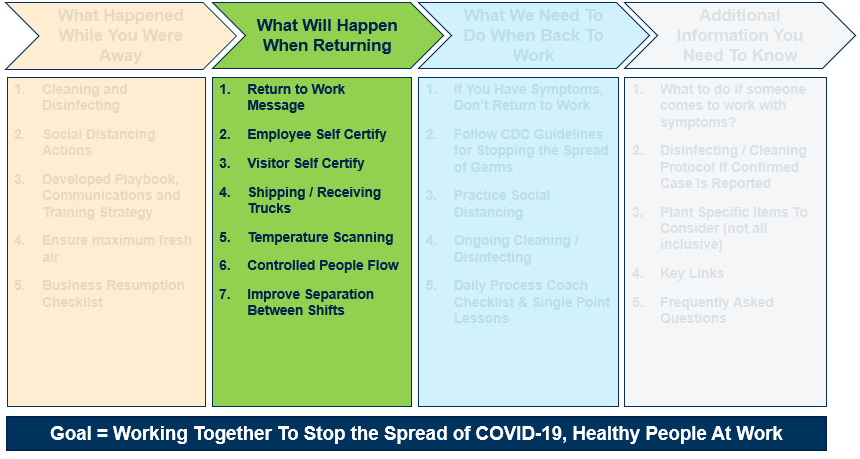 What Happened
While You Were
Away
What Will Happen
When Returning
What We Need To
Do When Back To
Work
Additional
Information You
Need To Know
1. Cleaning and
Disinfecting
2. Social Distancing
Actions
3. Developed Playbook,
Communications and
Training Strategy
4. Ensure maximum fresh
air
5. Business Resumption
Checklist
1. Return to Work
Message
2. Employee Self Certify
3. Visitor Self Certify
4. Shipping / Receiving
Trucks
5. Temperature Scanning
6. Controlled People Flow
7. Improve Separation
Between Shifts
1. If You Have Symptoms,
Don't Return to Work
2. Follow CDC Guidelines
for Stopping the Spread
of Germs
3. Practice Social
Distancing
4. Ongoing Cleaning /
Disinfecting
5. Daily Process Coach
Checklist & Single Point
Lessons
1. What to do if someone
comes to work with
symptoms?
2. Disinfecting / Cleaning
Protocol If Confirmed
Case Is Reported
3. Plant Specific Items To
Consider (not all
inclusive)
4. Key Links
5. Frequently Asked
Questions
Goal = Working Together To Stop the Spread of COVID-19, Healthy People At Work